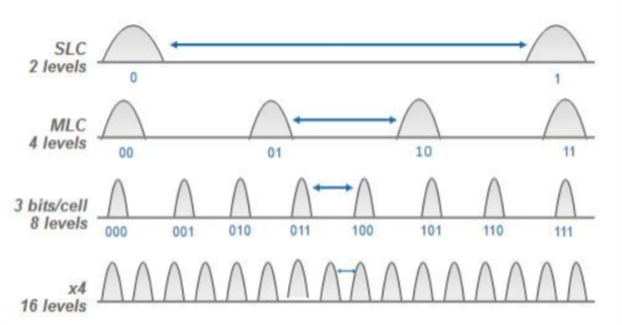 SLC
2 levels
0 1
MLC
4 levels
00 01 10 11
3 bits/cell
8 levels
000 001 010 011 100 101 110 111
x4
16 levels